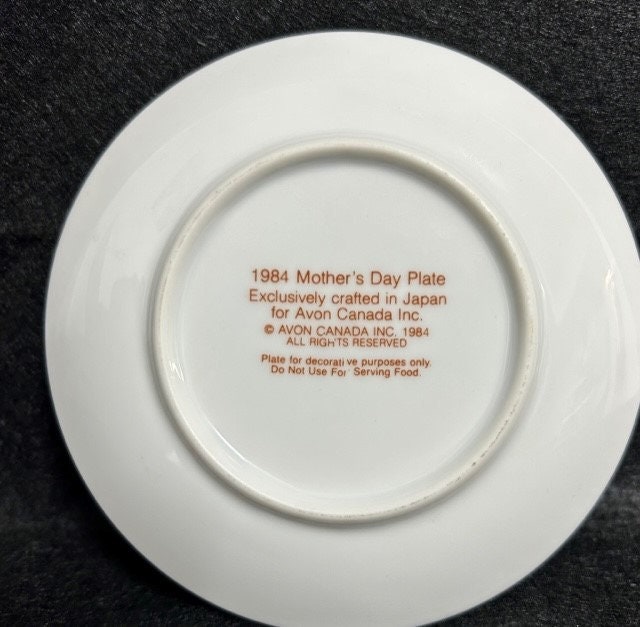 1984 Mother's Day Plate
Exclusively crafted in Japan
for Avon Canada Inc.
© AVON CANADA INC. 1984
ALL RIGHTS RESERVED
Plate for decorative purposes only.
Do Not Use For Serving Food.